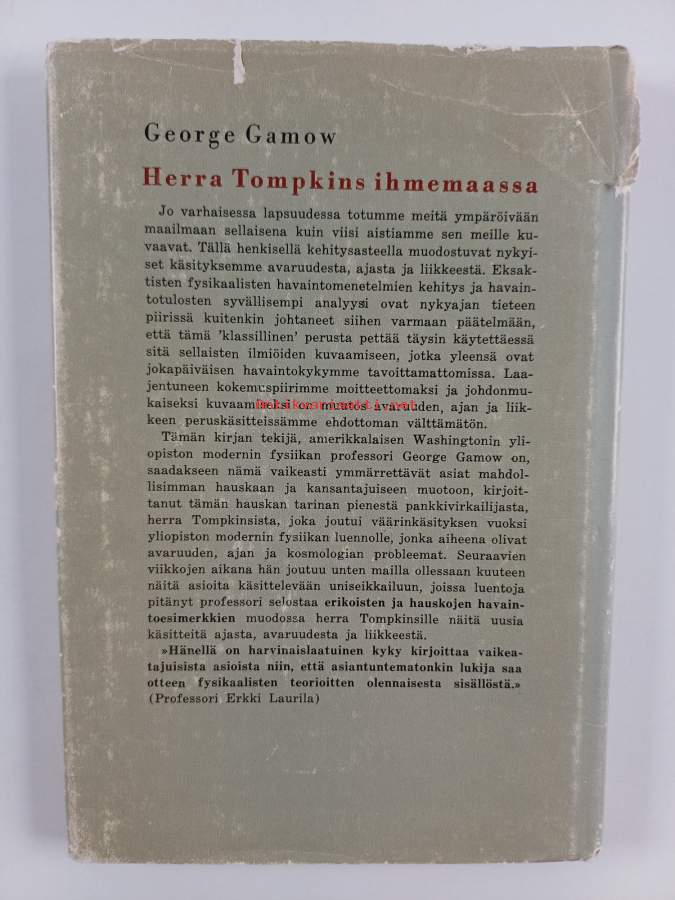 George Gamow
Herra Tompkins ihmemaassa
Jo varhaisessa lapsuudessa totumme meitä ympäröivään
maailmaan sellaisena kuin viisi aistiamme sen meille ku-
vaavat. Tällä henkisellä kehitysasteella muodostuvat nykyi-
set käsityksemme avaruudesta, ajasta ja liikkeestä. Eksak-
tisten fysikaalisten havaintomenetelmien kehitys ja havain-
totulosten syvällisempi analyysi ovat nykyajan tieteen
piirissä kuitenkin johtaneet siihen varmaan päätelmään,
että tämä 'klassillinen' perusta pettää täysin käytettäessä
sitä sellaisten ilmiöiden kuvaamiseen, jotka yleensä ovat
jokapäiväisen havaintokykymme tavoittamattomissa. Laa-
jentuneen kokemuspiirimme moitteettomaksi ja johdonmu-
kaiseksi kuvaamiseksi on muutos avaruuden, ajan ja liik-
keen peruskäsitteissämme ehdottoman välttämätön.
Tämän kirjan tekijä, amerikkalaisen Washingtonin yli-
opiston modernin fysiikan professori George Gamow on,
saadakseen nämä vaikeasti ymmärrettävät asiat mahdol-
lisimman hauskaan ja kansantajuiseen muotoon, kirjoit-
tanut tämän hauskan tarinan pienestä pankkivirkailijasta,
herra Tompkinsista, joka joutui väärinkäsityksen vuoksi
yliopiston modernin fysiikan luennolle, jonka aiheena olivat
avaruuden, ajan ja kosmologian probleemat. Seuraavien
viikkojen aikana hän joutuu unten mailla ollessaan kuuteen
näitä asioita käsittelevään uniseikkailuun, joissa luentoja
pitänyt professori selostaa erikoisten ja hauskojen havain-
toesimerkkien muodossa herra Tompkinsille näitä uusia
käsitteitä ajasta, avaruudesta ja liikkeestä.
»Hänellä on harvinaislaatuinen kyky kirjoittaa vaikea-
tajuisista asioista niin, että asiantuntematonkin lukija saa
otteen fysikaalisten teorioitten olennaisesta sisällöstä.»
(Professori Erkki Laurila)